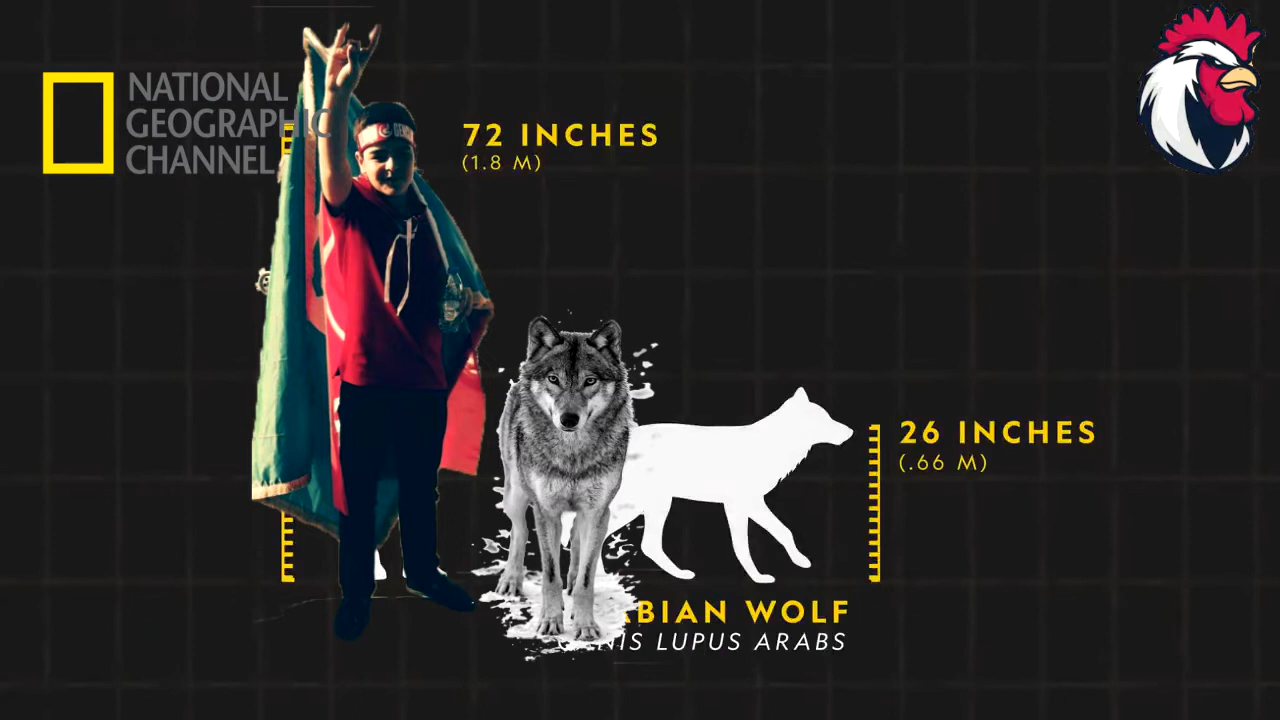 NATIONAL
GEOGRAPHIC
CHANNEL
72 INCHES
(1.8 M)
26 INCHES
(.66 M)
BIAN WOLF
NIS LUPUS ARABS